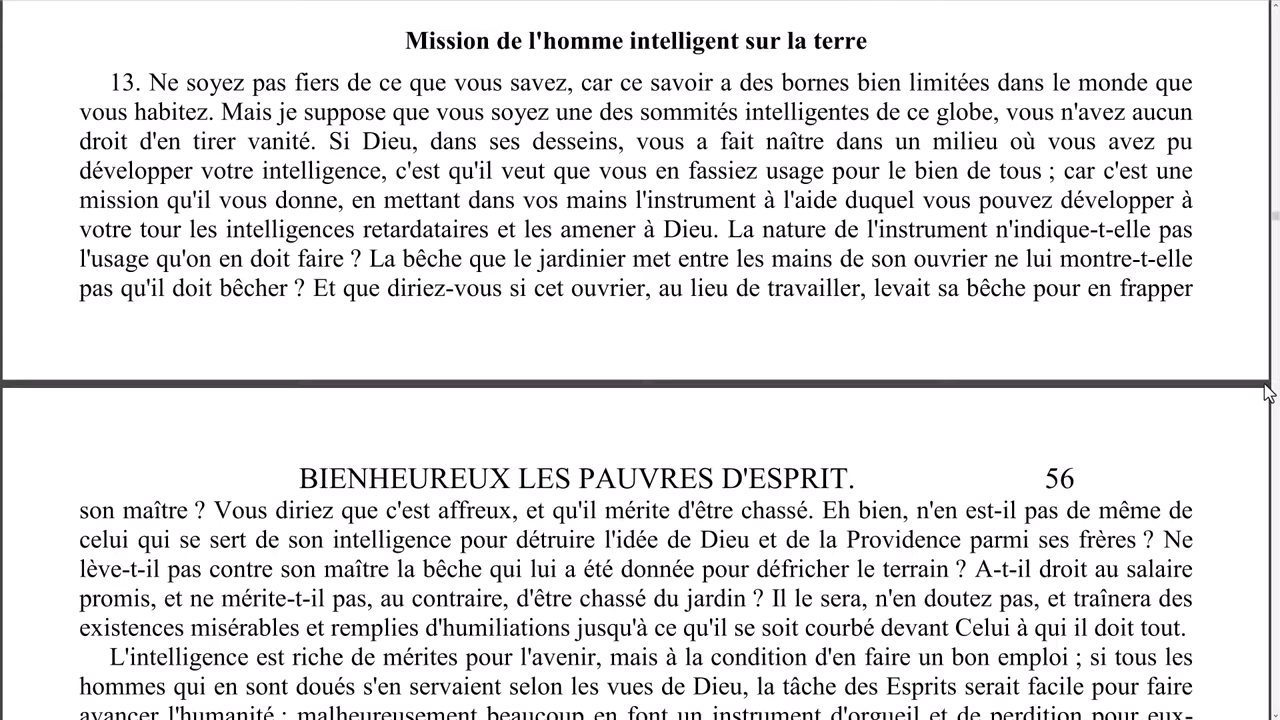 Mission de l'homme intelligent sur la terre
13. Ne soyez pas fiers de ce que vous savez, car ce savoir a des bornes bien limitées dans le monde que
vous habitez. Mais je suppose que vous soyez une des sommités intelligentes de ce globe, vous n'avez aucun
droit d'en tirer vanité. Si Dieu, dans ses desseins, vous a fait naître dans un milieu où vous avez pu
développer votre intelligence, c'est qu'il veut que vous en fassiez usage pour le bien de tous ; car c'est une
mission qu'il vous donne, en mettant dans vos mains l'instrument à l'aide duquel vous pouvez développer à
votre tour les intelligences retardataires et les amener à Dieu. La nature de l'instrument n'indique-t-elle pas
l'usage qu'on en doit faire ? La bêche que le jardinier met entre les mains de son ouvrier ne lui montre-t-elle
pas qu'il doit bêcher ? Et que diriez-vous si cet ouvrier, au lieu de travailler, levait sa bêche pour en frapper
BIENHEUREUX LES PAUVRES D'ESPRIT. 56
son maître ? Vous diriez que c'est affreux, et qu'il mérite d'être chassé. Eh bien, n'en est-il pas de même de
celui qui se sert de son intelligence pour détruire l'idée de Dieu et de la Providence parmi ses frères ? Ne
lève-t-il pas contre son maître la bêche qui lui a été donnée pour défricher le terrain ? A-t-il droit au salaire
promis, et ne mérite-t-il pas, au contraire, d'être chassé du jardin ? Il le sera, n'en doutez pas, et traînera des
existences misérables et remplies d'humiliations jusqu'à ce qu'il se soit courbé devant Celui à qui il doit tout.
L'intelligence est riche de mérites pour l'avenir, mais à la condition d'en faire un bon emploi ; si tous les
hommes qui en sont doués s'en servaient selon les vues de Dieu, la tâche des Esprits serait facile pour faire
avancer l'humanité ; malheureusement beaucoup en font un instrument d'orgueil et de perdition pour eux-